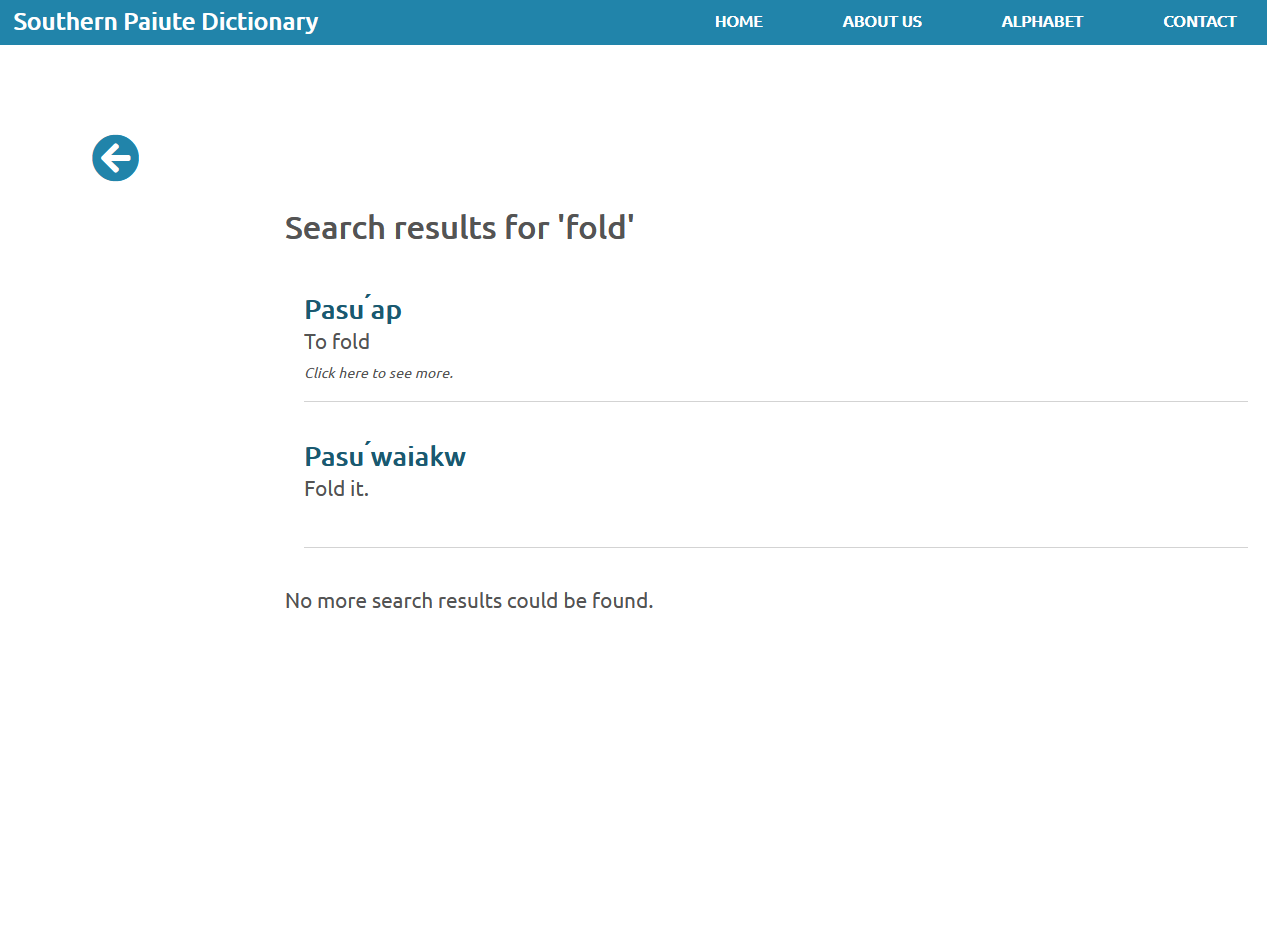 Southern Paiute Dictionary
HOME
ABOUT US
ALPHABET
CONTACT
Search results for 'fold'
Pasu ́ap
To fold
Click here to see more.
Pasu ́waiakw
Fold it.
No more search results could be found.